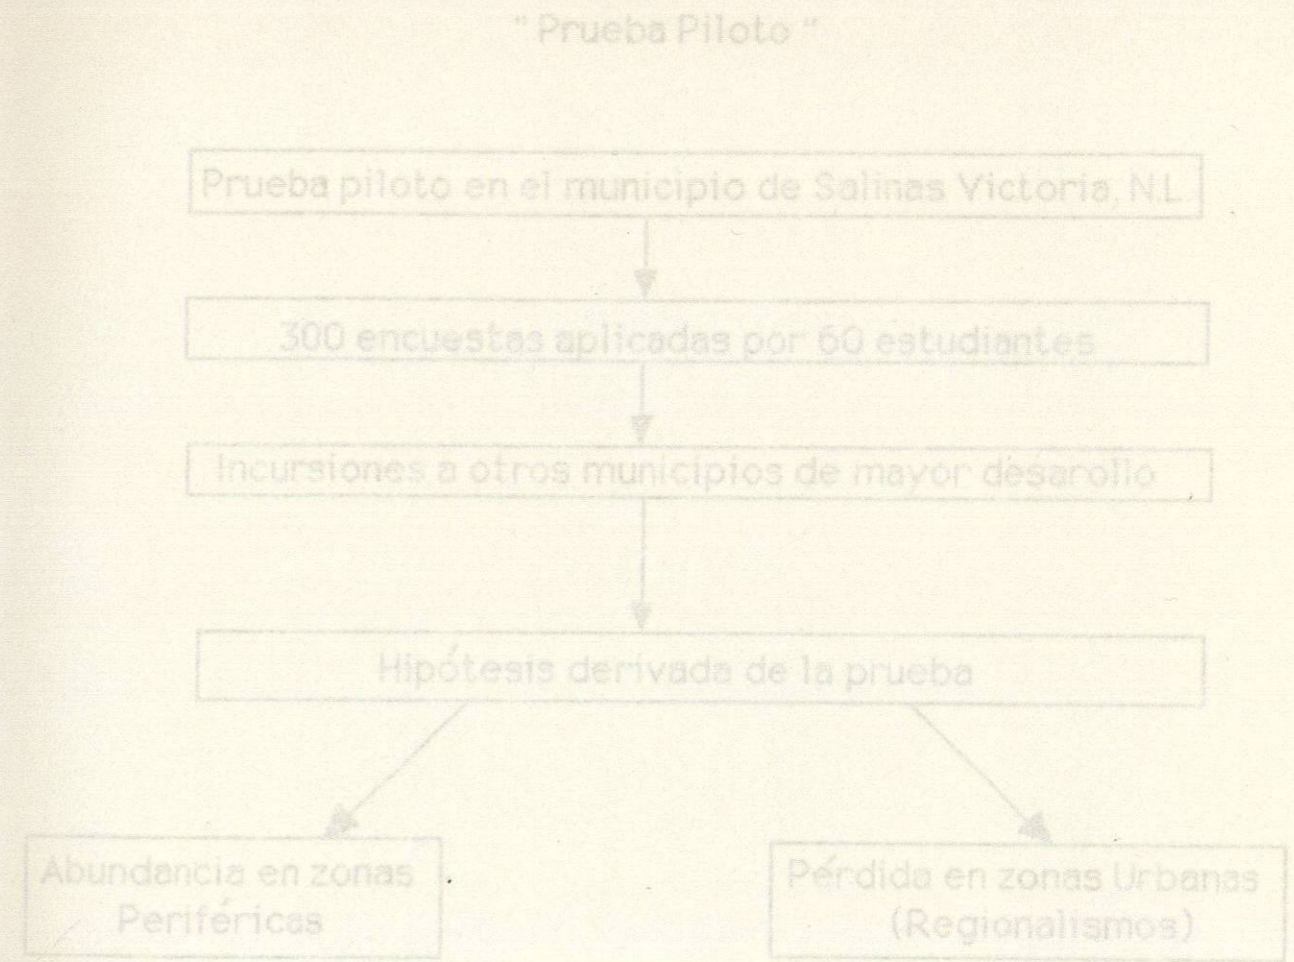 " Prueba Piloto "
Prueba piloto en el municipio de Salinas Victoria, N.L.
300 encuestas aplicadas por 60 estudiantes
Incursiones a otros municipios de mayor desarollo
Hipótesis derivada de la prueba
Abundancia en zonas
Periféricas
Pérdida en zonas Urbanas
(Regionalismos)